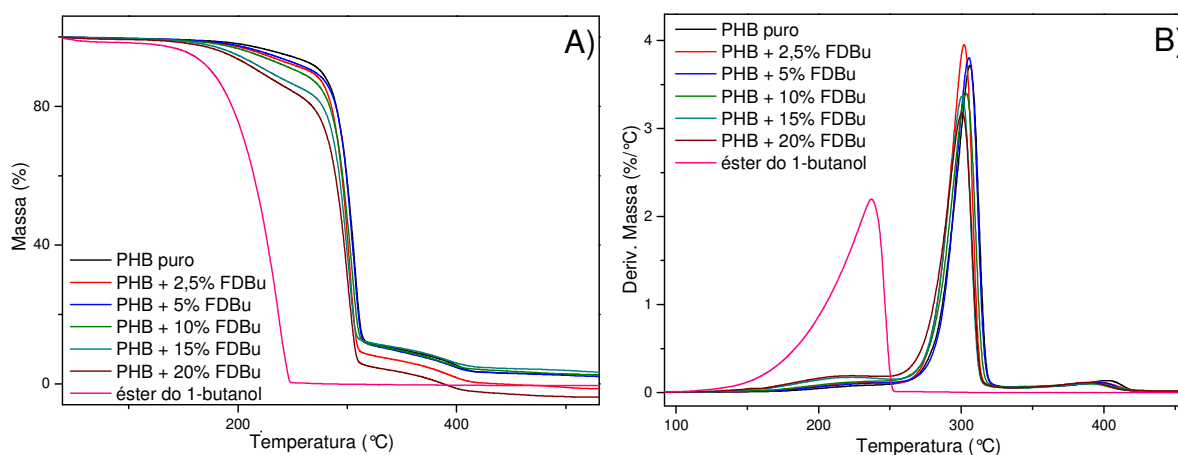 A)
Massa (%)
80
40
0
PHB puro
PHB + 2,5% FDBu
PHB + 5% FDBu
PHB + 10% FDBu
PHB + 15% FDBu
PHB + 20% FDBu
éster do 1-butanol
200
400
Temperatura (°C)
B)
Deriv. Massa (%/°C)
4
3
2
1
0
PHB puro
PHB + 2,5% FDBu
PHB + 5% FDBu
PHB + 10% FDBu
PHB + 15% FDBu
PHB + 20% FDBu
éster do 1-butanol
100
200
300
400
Temperatura (°C)